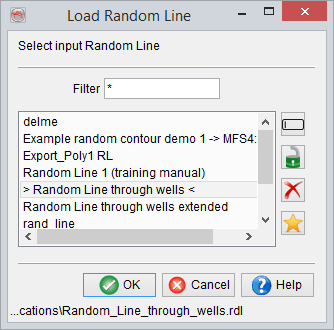 Load Random Line
Select input Random Line
Filter *
delme
Example random contour demo 1 -> MFS4:
Export_Poly1 RL
Random Line 1 (training manual)
> Random Line through wells <
Random Line through wells extended
rand_line
OK Cancel Help
...cations\Random_Line_through_wells.rdl